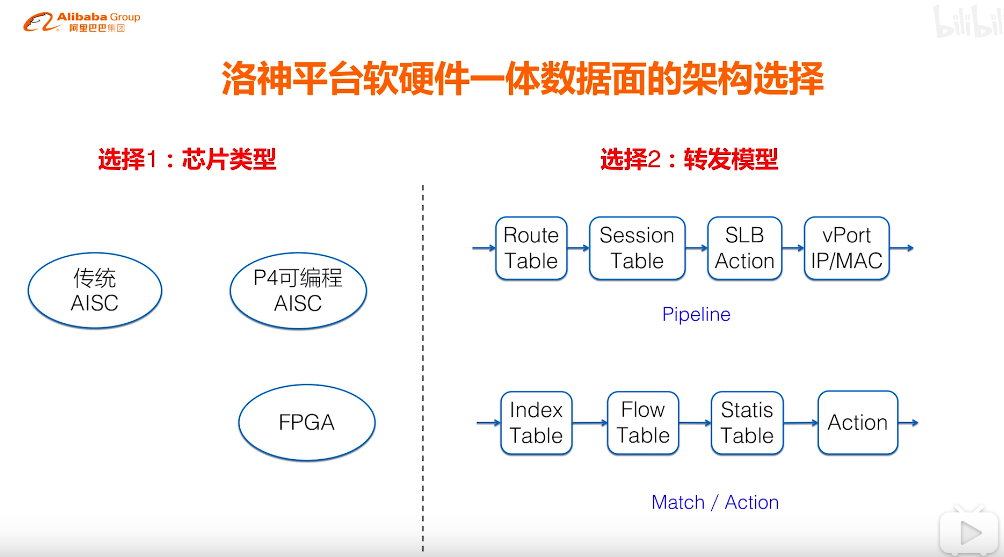 Alibaba Group
阿里巴巴集团
bilibili
洛神平台软硬件一体数据面的架构选择
选择1：芯片类型
选择2：转发模型
传统
AISC
P4可编程
AISC
FPGA
Route
Table
Session
Table
SLB
Action
vPort
IP/MAC
Pipeline
Index
Table
Flow
Table
Statis
Table
Action
Match / Action